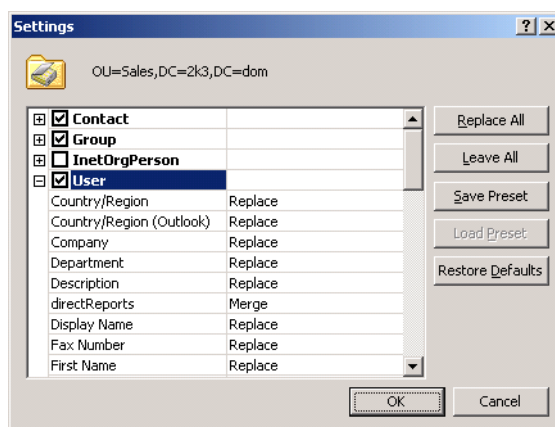 Settings
OU=Sales,DC=2k3,DC=dom
Contact
Group
InetOrgPerson
User
Country/Region Replace
Country/Region (Outlook) Replace
Company Replace
Department Replace
Description Replace
directReports Merge
Display Name Replace
Fax Number Replace
First Name Replace
Replace All
Leave All
Save Preset
Load Preset
Restore Defaults
OK
Cancel